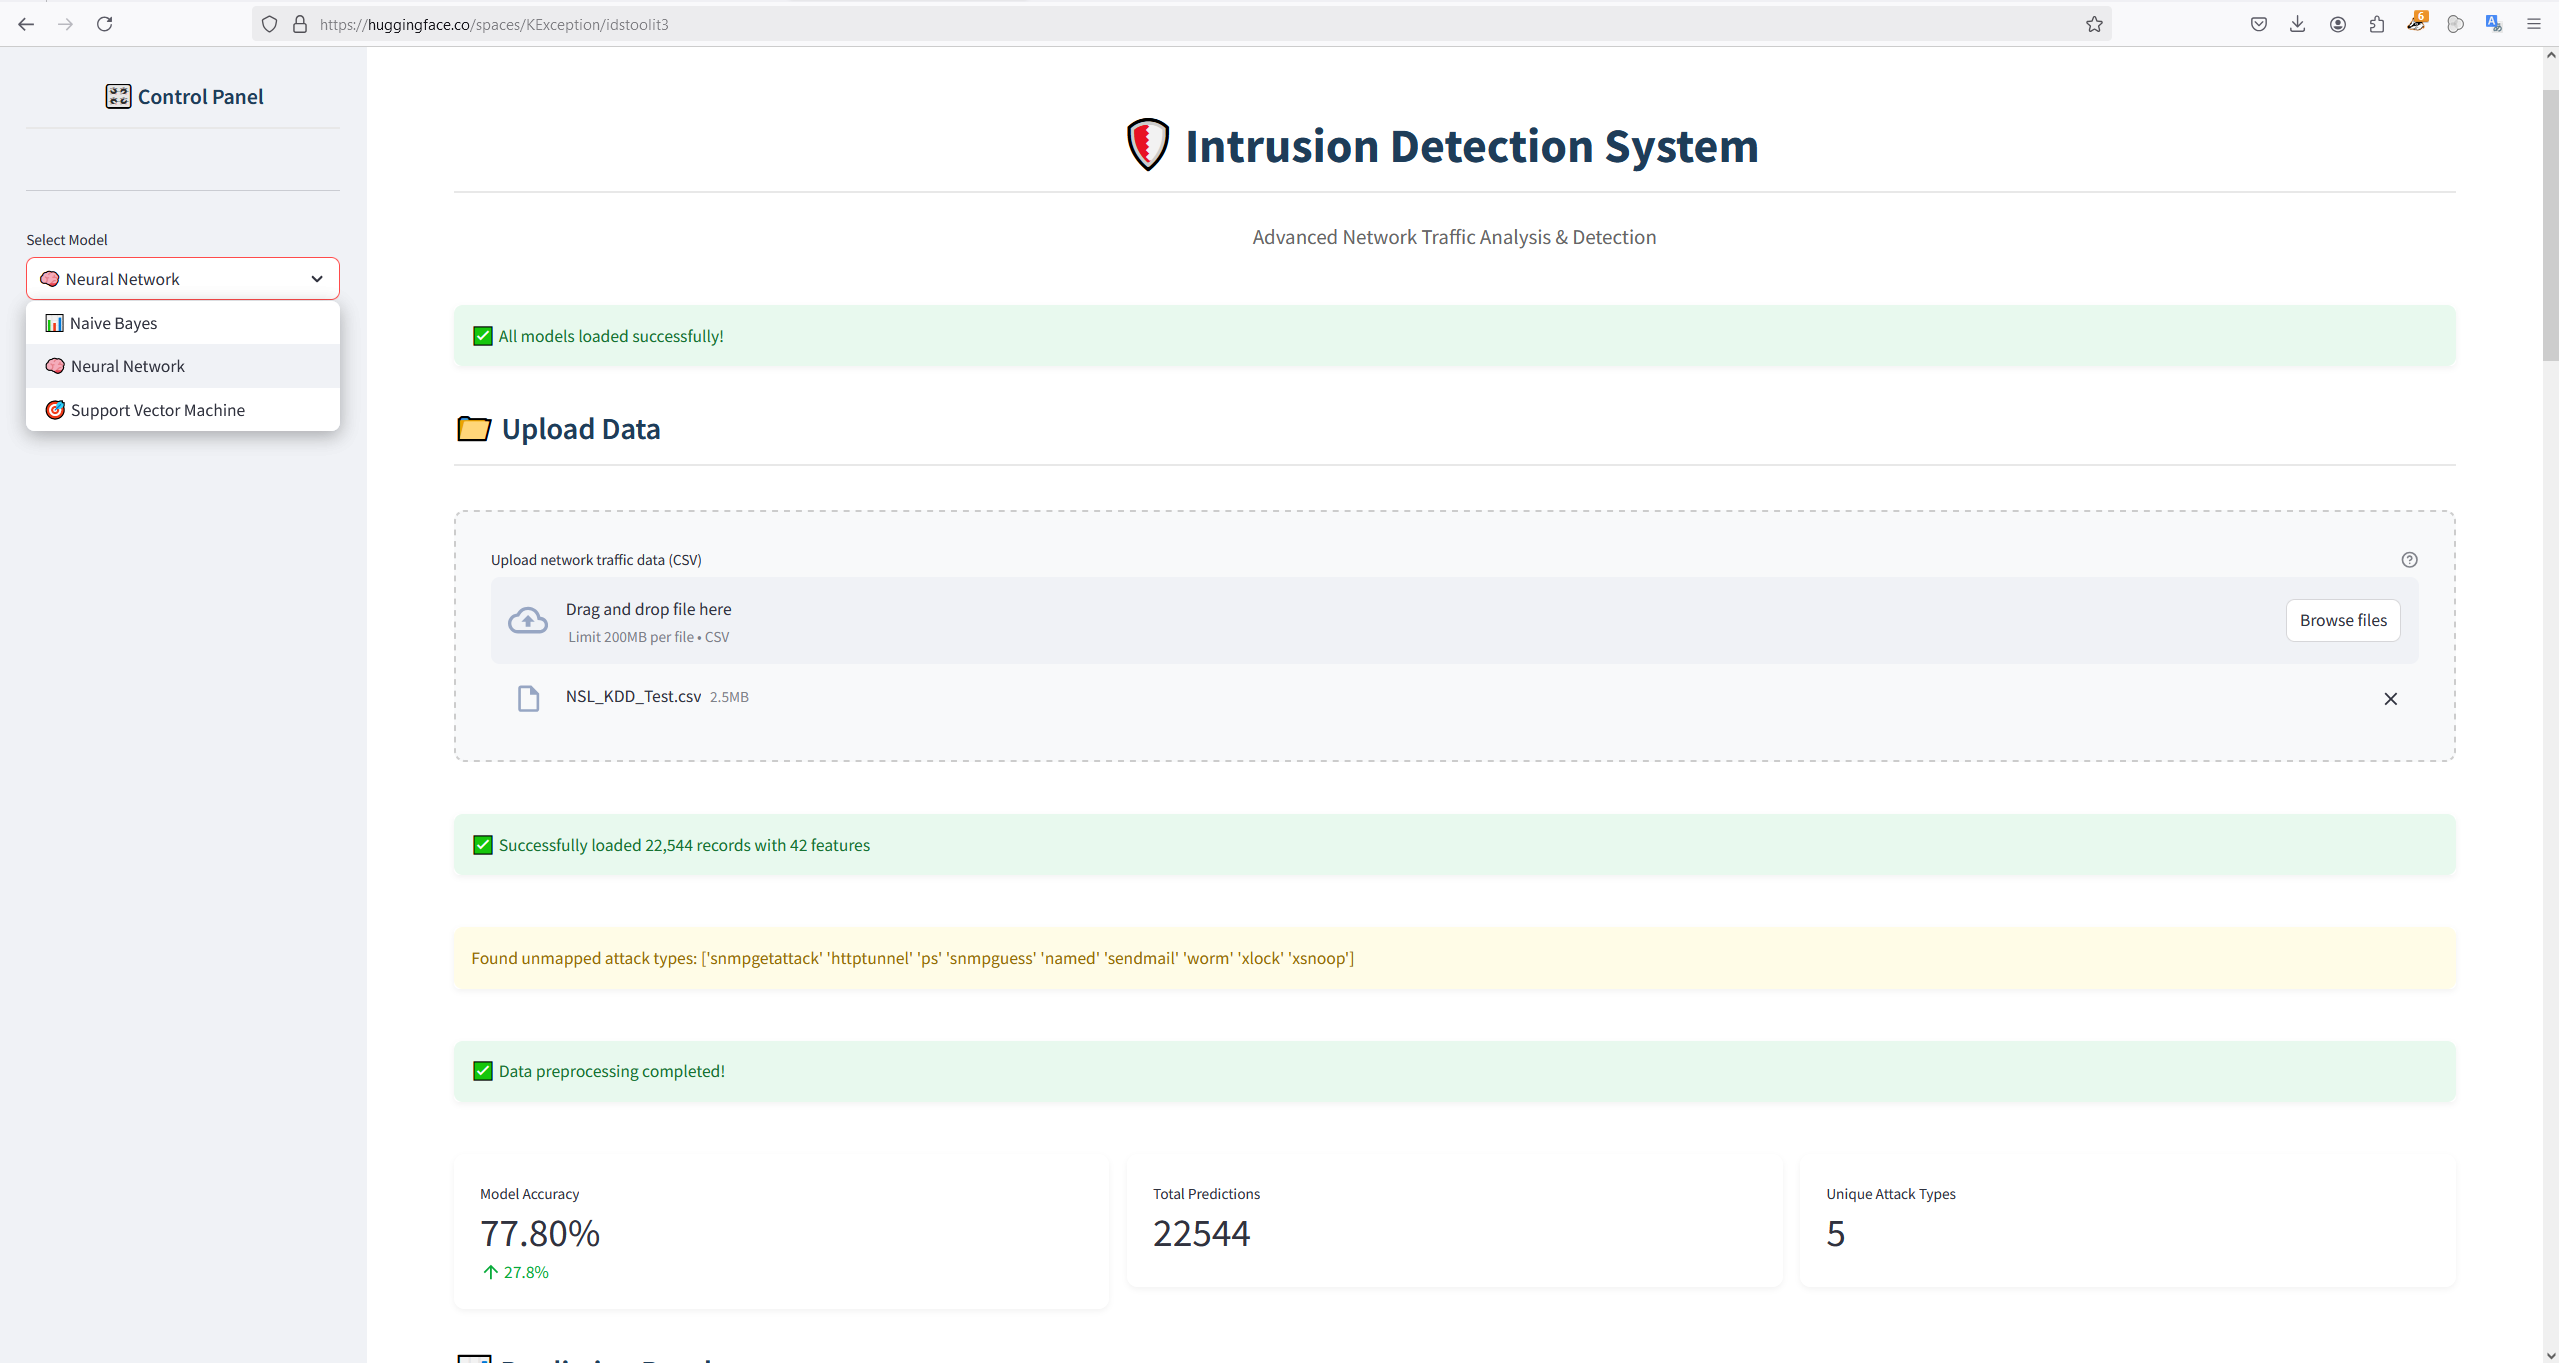 https://huggingface.co/spaces/KException/idstoolit3
6
Control Panel
Select Model
Neural Network
Naive Bayes
Neural Network
Support Vector Machine
Intrusion Detection System
Advanced Network Traffic Analysis & Detection
All models loaded successfully!
Upload Data
Upload network traffic data (CSV)
Drag and drop file here
Limit 200MB per file • CSV
Browse files
NSL_KDD_Test.csv 2.5MB
Successfully loaded 22,544 records with 42 features
Found unmapped attack types: ['snmpgetattack' 'httptunnel' 'ps' 'snmpguess' 'named' 'sendmail' 'worm' 'xlock' 'xsnoop']
Data preprocessing completed!
Model Accuracy
77.80%
27.8%
Total Predictions
22544
Unique Attack Types
5